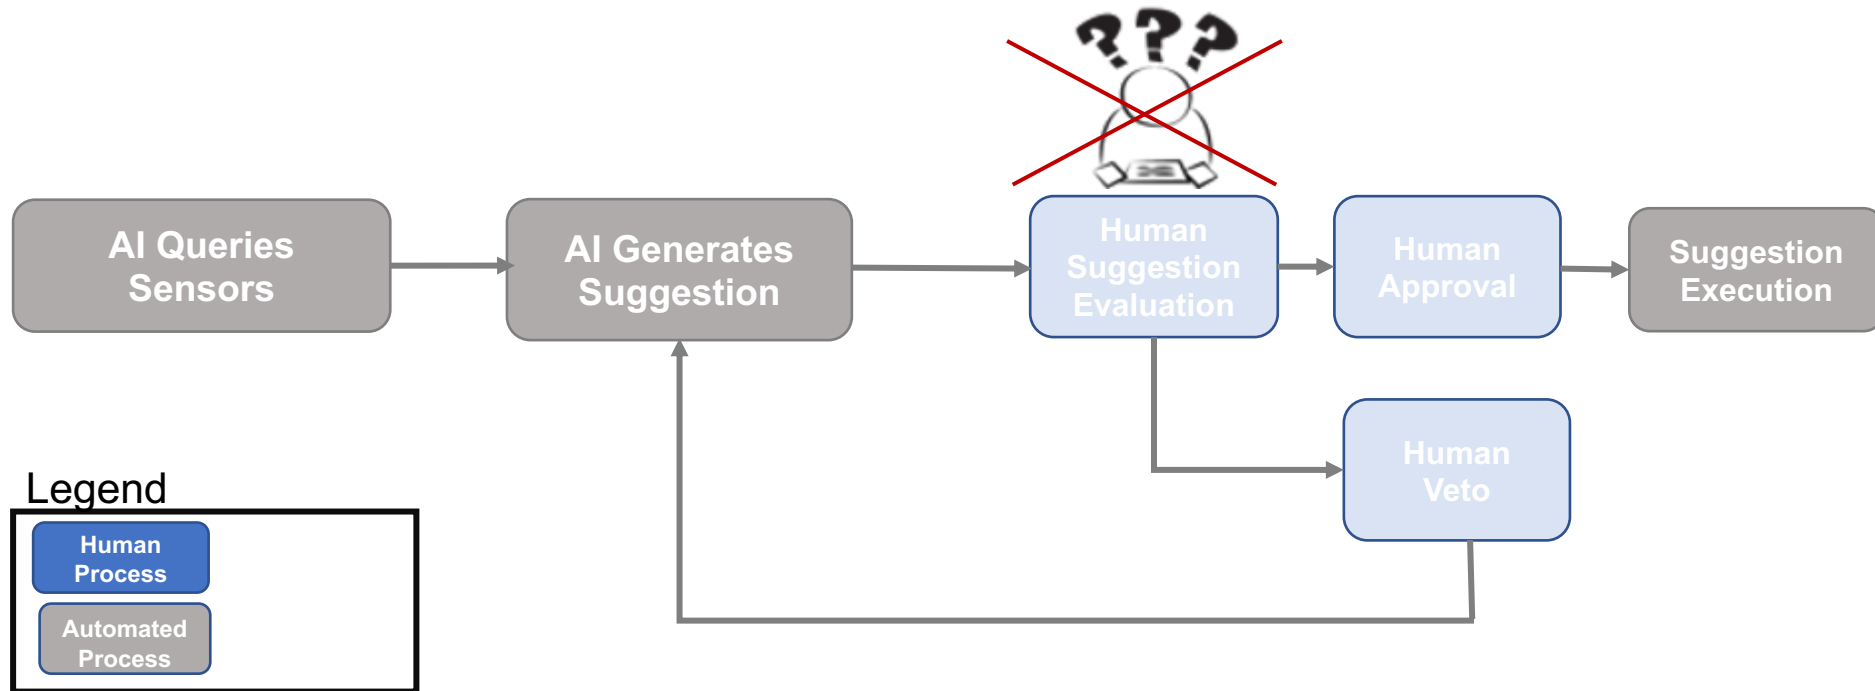 ???
AI Queries
Sensors
AI Generates
Suggestion
Human
Suggestion
Evaluation
Human
Approval
Suggestion
Execution
Human
Veto
Legend
Human
Process
Automated
Process